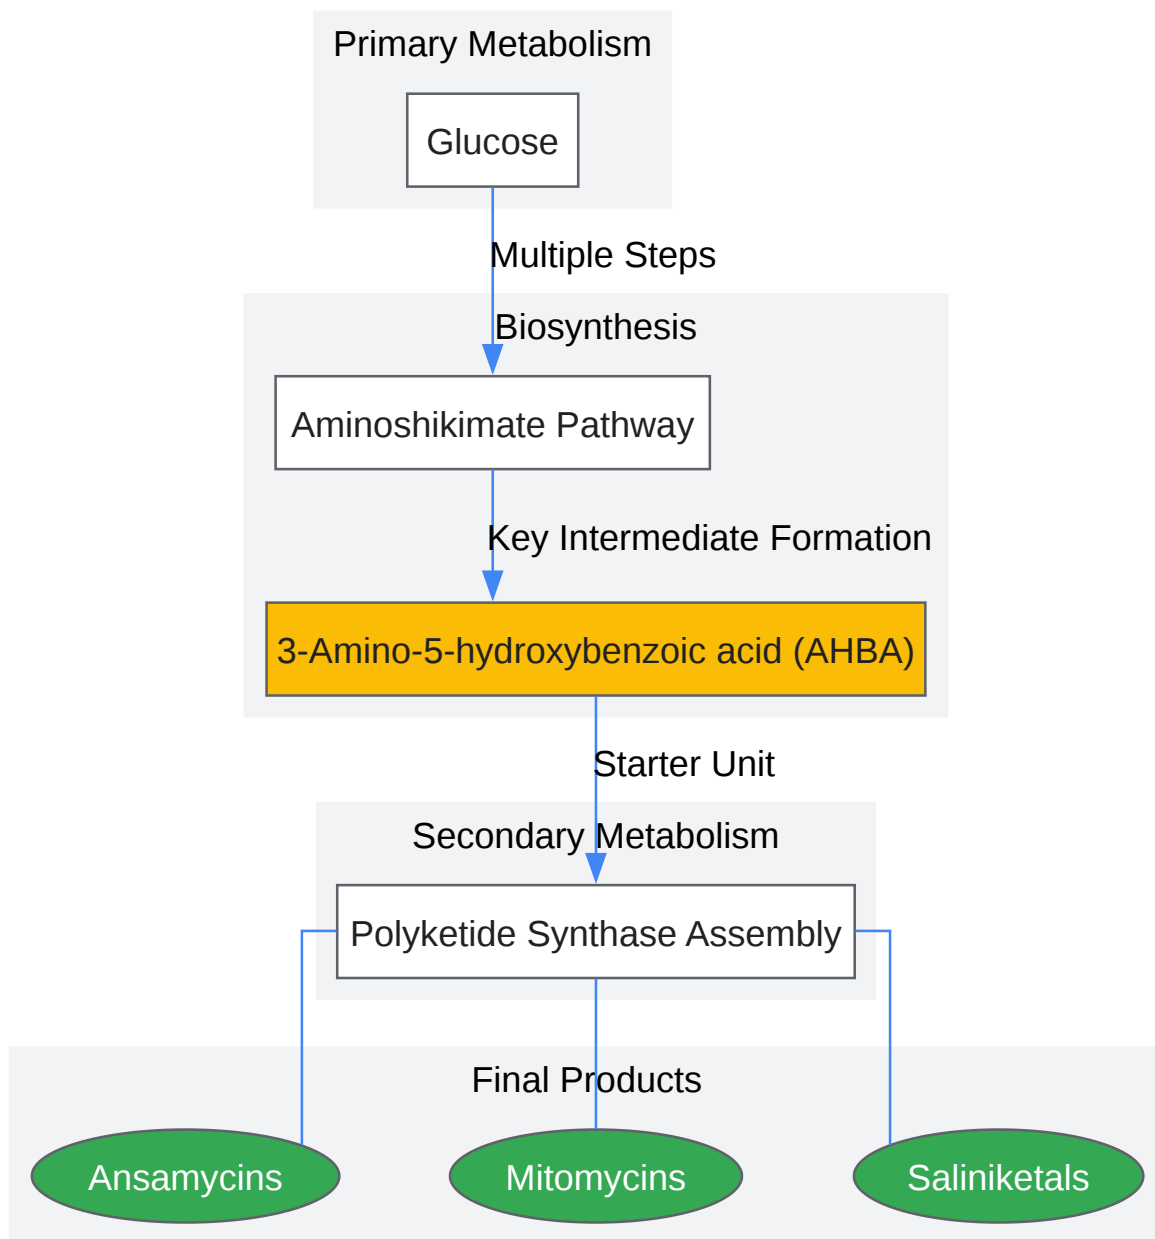 Primary Metabolism
Glucose
Multiple Steps
Biosynthesis
Aminoshikimate Pathway
Key Intermediate Formation
3-Amino-5-hydroxybenzoic acid (AHBA)
Starter Unit
Secondary Metabolism
Polyketide Synthase Assembly
Final Products
Ansamycins
Mitomycins
Saliniketals